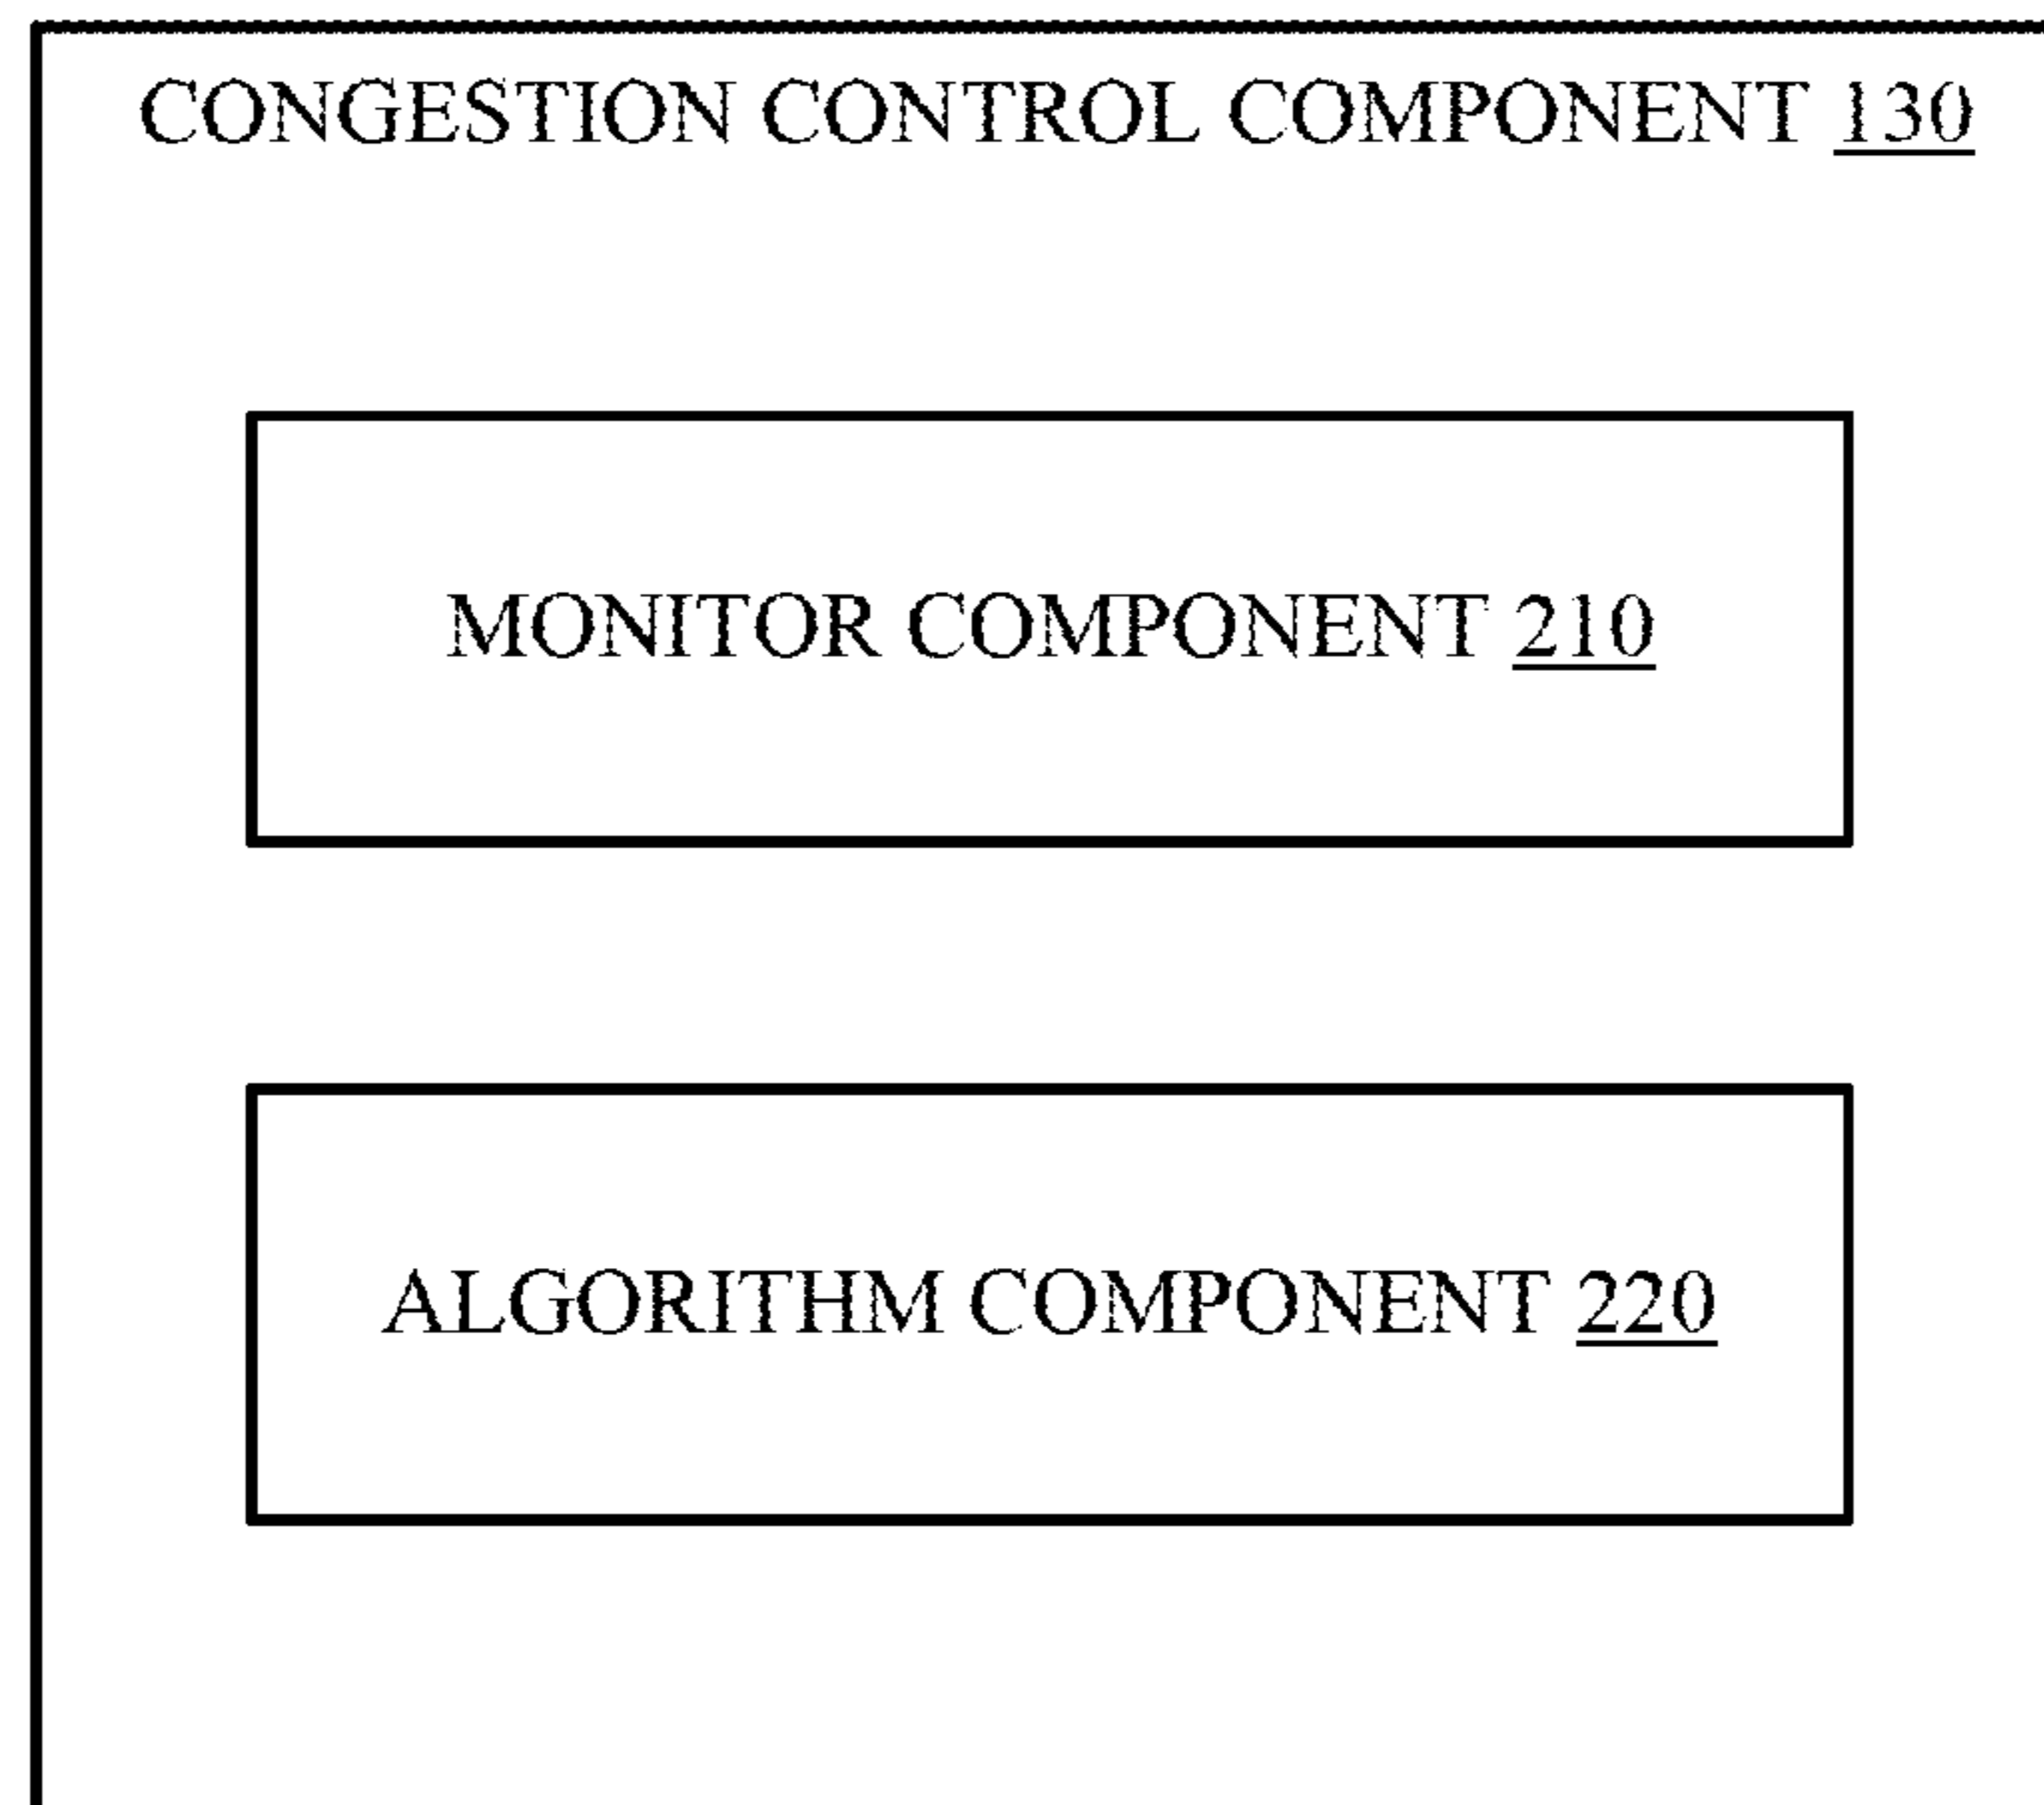 CONGESTION CONTROL COMPONENT 130
MONITOR COMPONENT 210
ALGORITHM COMPONENT 220